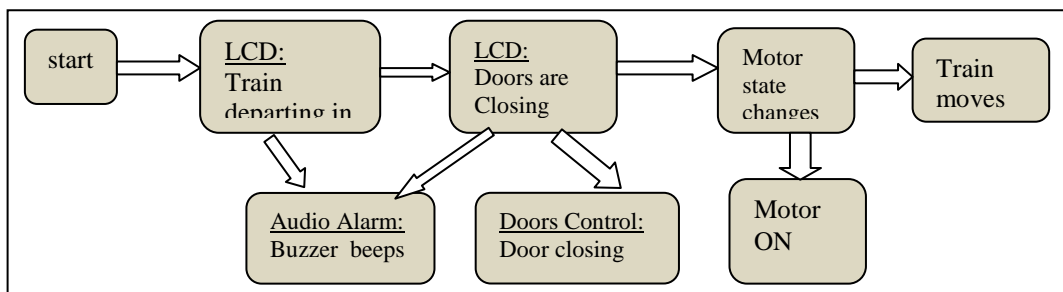 start
LCD:
Train
departing in
LCD:
Doors are
Closing
Motor
state
changes
Train
moves
Audio Alarm:
Buzzer beeps
Doors Control:
Door closing
Motor
ON